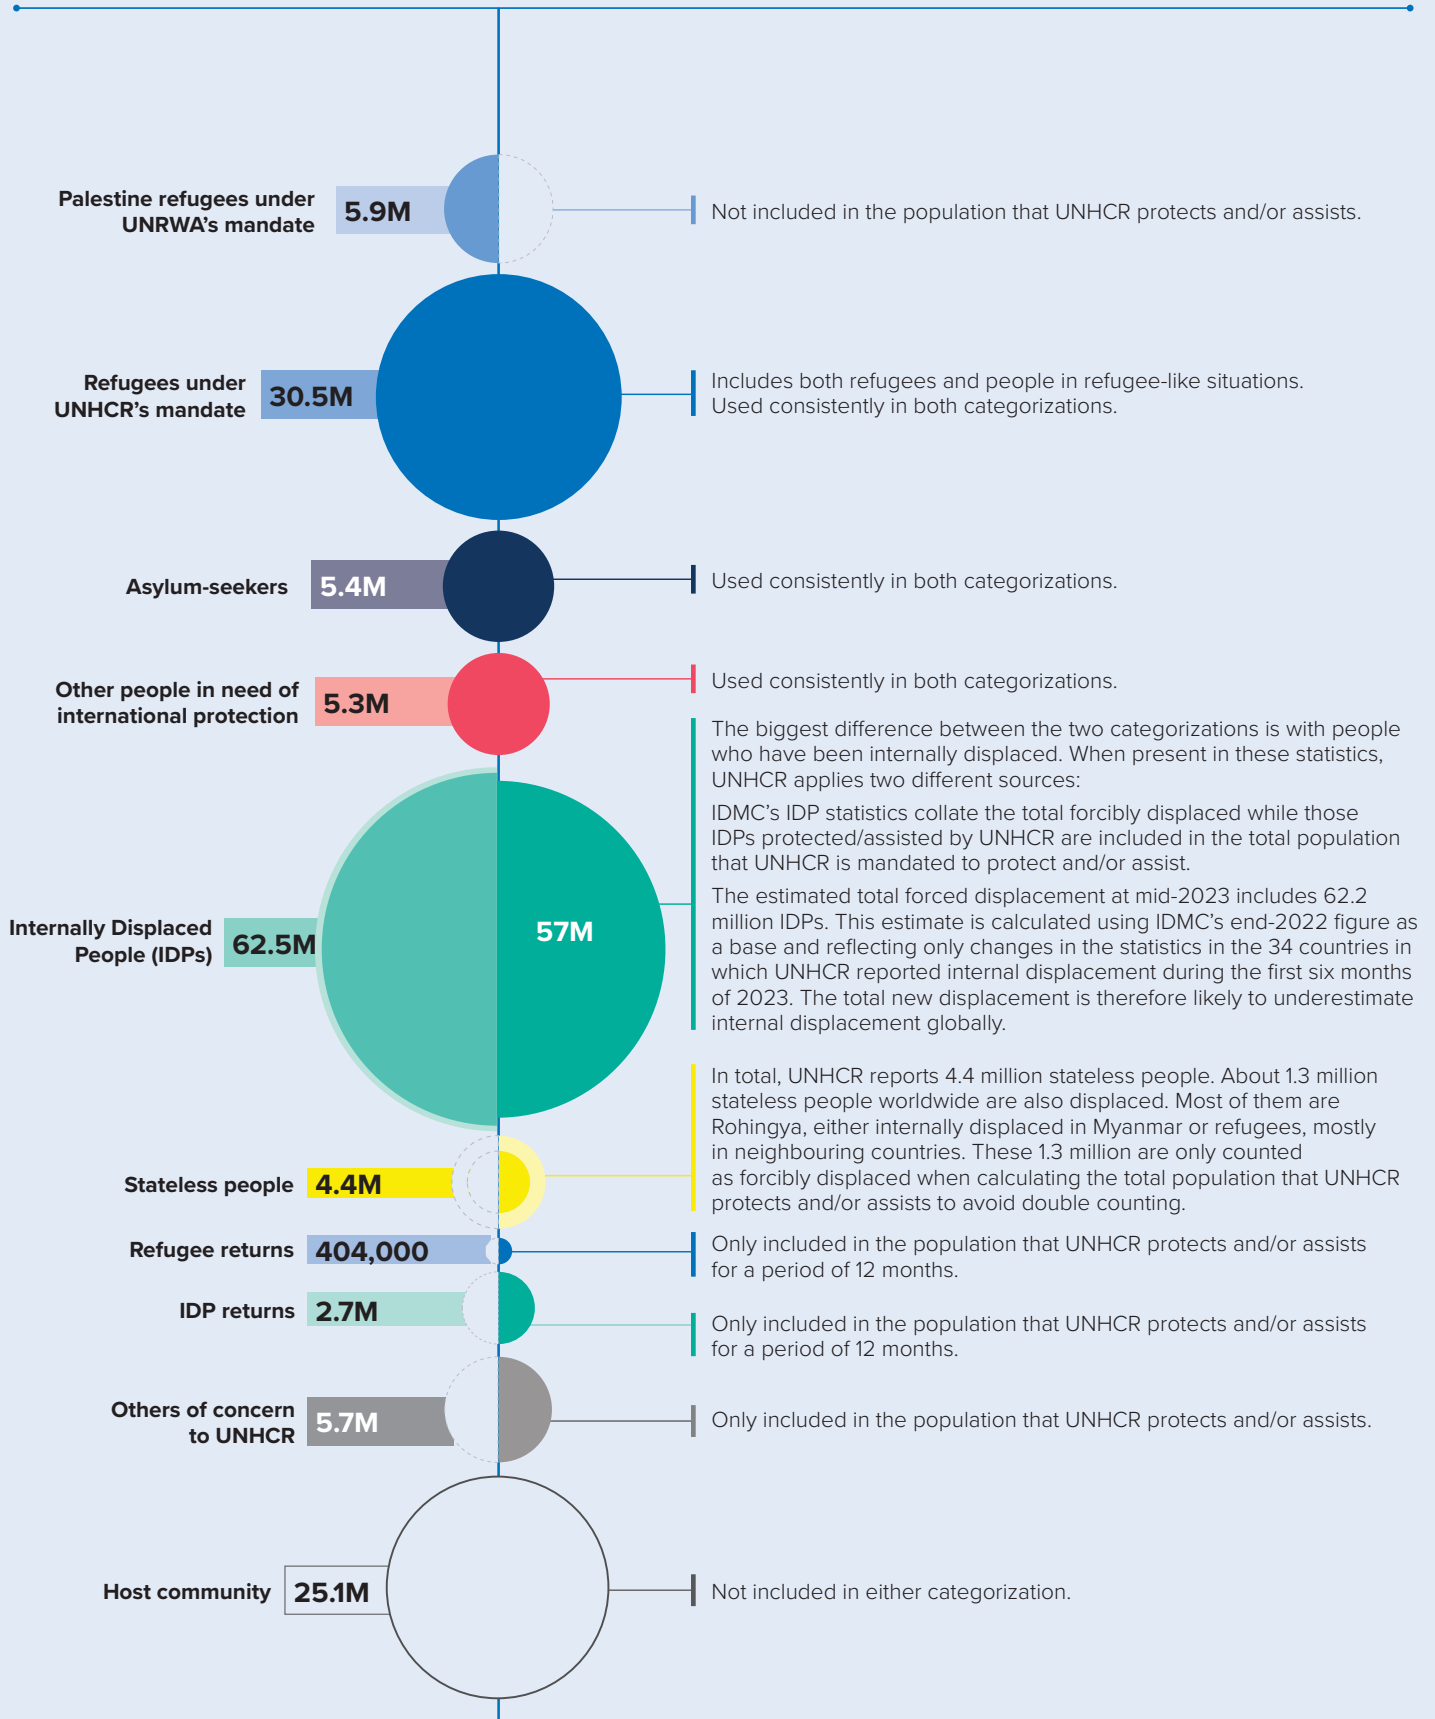 Palestine refugees under
UNRWA's mandate
5.9M
Not included in the population that UNHCR protects and/or assists.
Refugees under
UNHCR's mandate
30.5M
Includes both refugees and people in refugee-like situations.
Used consistently in both categorizations.
Asylum-seekers
5.4M
Used consistently in both categorizations.
Other people in need of
international protection
5.3M
Used consistently in both categorizations.
Internally Displaced
People (IDPs)
62.5M
57M
The biggest difference between the two categorizations is with people
who have been internally displaced. When present in these statistics,
UNHCR applies two different sources:
IDMC's IDP statistics collate the total forcibly displaced while those
IDPs protected/assisted by UNHCR are included in the total population
that UNHCR is mandated to protect and/or assist.
The estimated total forced displacement at mid-2023 includes 62.2
million IDPs. This estimate is calculated using IDMC's end-2022 figure as
a base and reflecting only changes in the statistics in the 34 countries in
which UNHCR reported internal displacement during the first six months
of 2023. The total new displacement is therefore likely to underestimate
internal displacement globally.
Stateless people
4.4M
In total, UNHCR reports 4.4 million stateless people. About 1.3 million
stateless people worldwide are also displaced. Most of them are
Rohingya, either internally displaced in Myanmar or refugees, mostly
in neighbouring countries. These 1.3 million are only counted
as forcibly displaced when calculating the total population that UNHCR
protects and/or assists to avoid double counting.
Refugee returns
404,000
Only included in the population that UNHCR protects and/or assists
for a period of 12 months.
IDP returns
2.7M
Only included in the population that UNHCR protects and/or assists
for a period of 12 months.
Others of concern
to UNHCR
5.7M
Only included in the population that UNHCR protects and/or assists.
Host community
25.1M
Not included in either categorization.